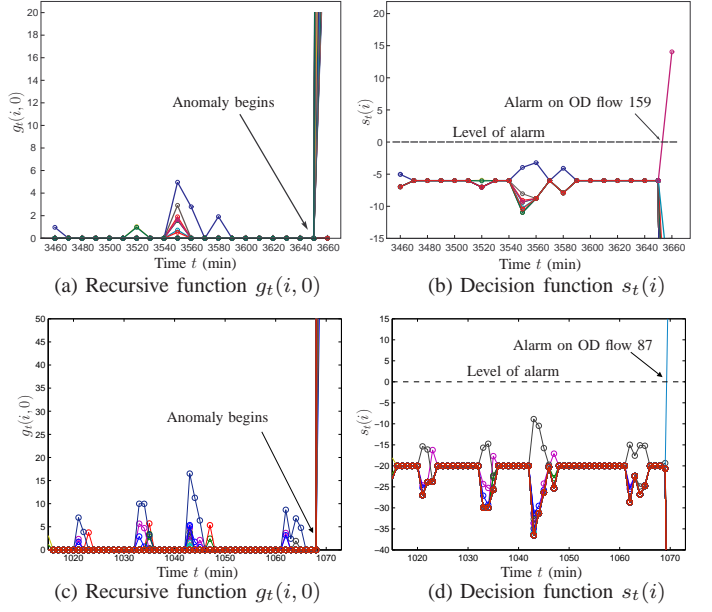 20
18
16
14
12
10
8
6
4
2
0
g_t(i, 0)
Anomaly begins
3460 3480 3500 3520 3540 3560 3580 3600 3620 3640 3660
Time t (min)
(a) Recursive function g_t(i, 0)
20
15
10
5
0
-5
-10
-15
s_t(i)
Alarm on OD flow 159
Level of alarm
3460 3480 3500 3520 3540 3560 3580 3600 3620 3640 3660
Time t (min)
(b) Decision function s_t(i)
50
45
40
35
30
25
20
15
10
5
0
g_t(i, 0)
Anomaly begins
1020 1030 1040 1050 1060 1070
Time t (min)
(c) Recursive function g_t(i, 0)
15
10
5
0
−5
−10
−15
−20
−25
−30
−35
−40
s_t(i)
Alarm on OD flow 87
Level of alarm
1020 1030 1040 1050 1060 1070
Time t (min)
(d) Decision function s_t(i)